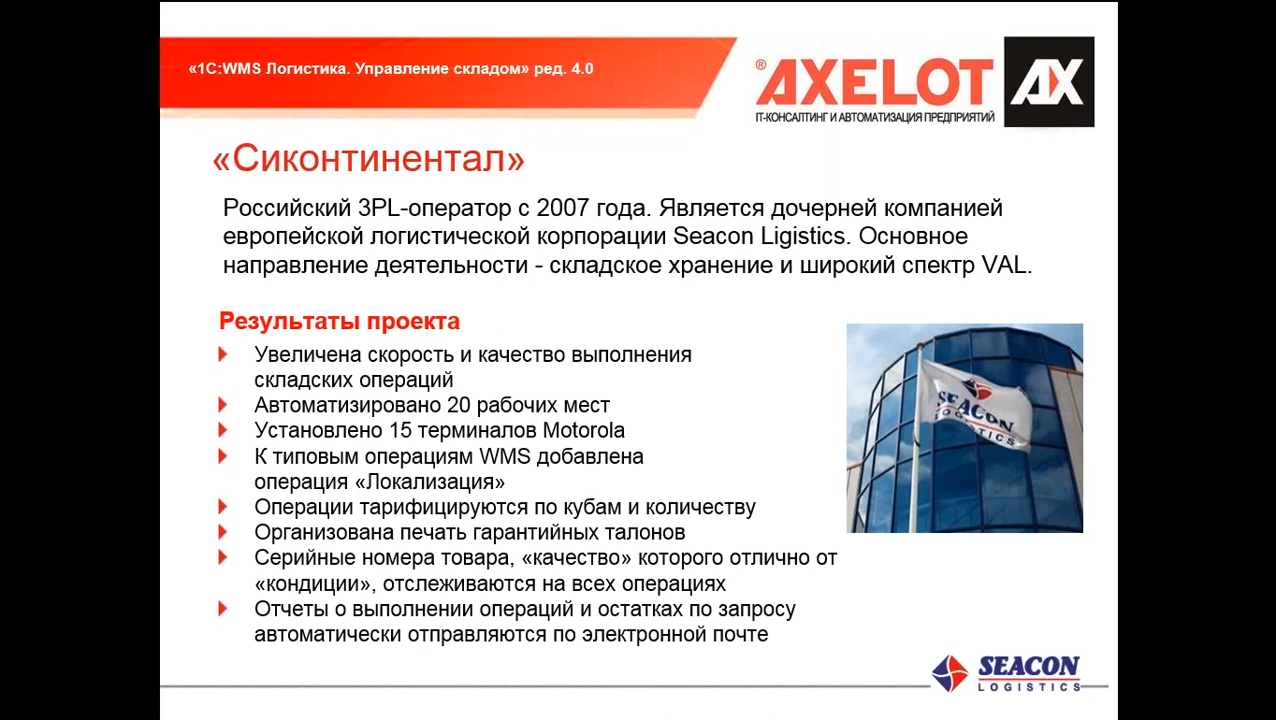 «1С:WMS Логистика. Управление складом» ред. 4.0
® AXELOT AX
IT-КОНСАЛТИНГ И АВТОМАТИЗАЦИЯ ПРЕДПРИЯТИЙ
«Сиконтинентал»
Российский 3PL-оператор с 2007 года. Является дочерней компанией
европейской логистической корпорации Seacon Ligistics. Основное
направление деятельности - складское хранение и широкий спектр VAL.
Результаты проекта
Увеличена скорость и качество выполнения
складских операций
Автоматизировано 20 рабочих мест
Установлено 15 терминалов Motorola
К типовым операциям WMS добавлена
операция «Локализация»
Операции тарифицируются по кубам и количеству
Организована печать гарантийных талонов
Серийные номера товара, «качество» которого отлично от
«кондиции», отслеживаются на всех операциях
Отчеты о выполнении операций и остатках по запросу
автоматически отправляются по электронной почте
SEACON
LOGISTICS
SEACON
LOGISTICS